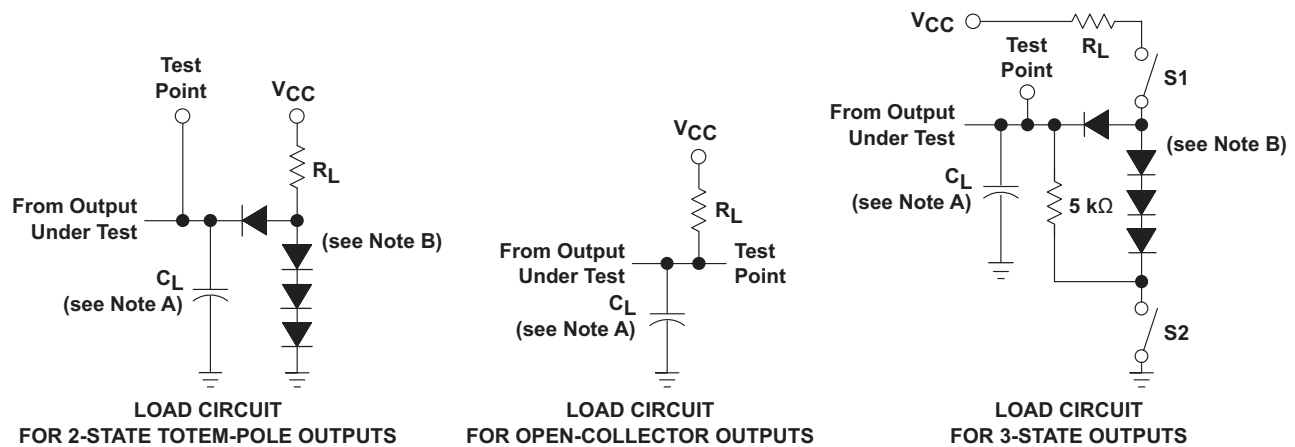 Test
Point
VCC
RL
From Output
Under Test
(see Note B)
CL
(see Note A)
LOAD CIRCUIT
FOR 2-STATE TOTEM-POLE OUTPUTS
VCC
RL
From Output
Under Test
Test
Point
CL
(see Note A)
LOAD CIRCUIT
FOR OPEN-COLLECTOR OUTPUTS
VCC
RL
Test
Point
S1
From Output
Under Test
(see Note B)
CL
(see Note A)
5 kΩ
S2
LOAD CIRCUIT
FOR 3-STATE OUTPUTS